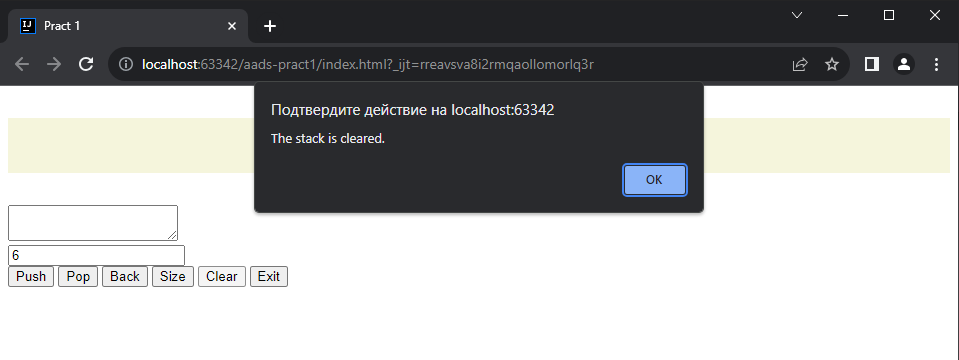 IJ Pract 1
localhost:63342/aads-pract1/index.html?_ijt=rreavsva8i2rmqaollomorlq3r
Подтвердите действие на localhost:63342
The stack is cleared.
OK
6
Push Pop Back Size Clear Exit